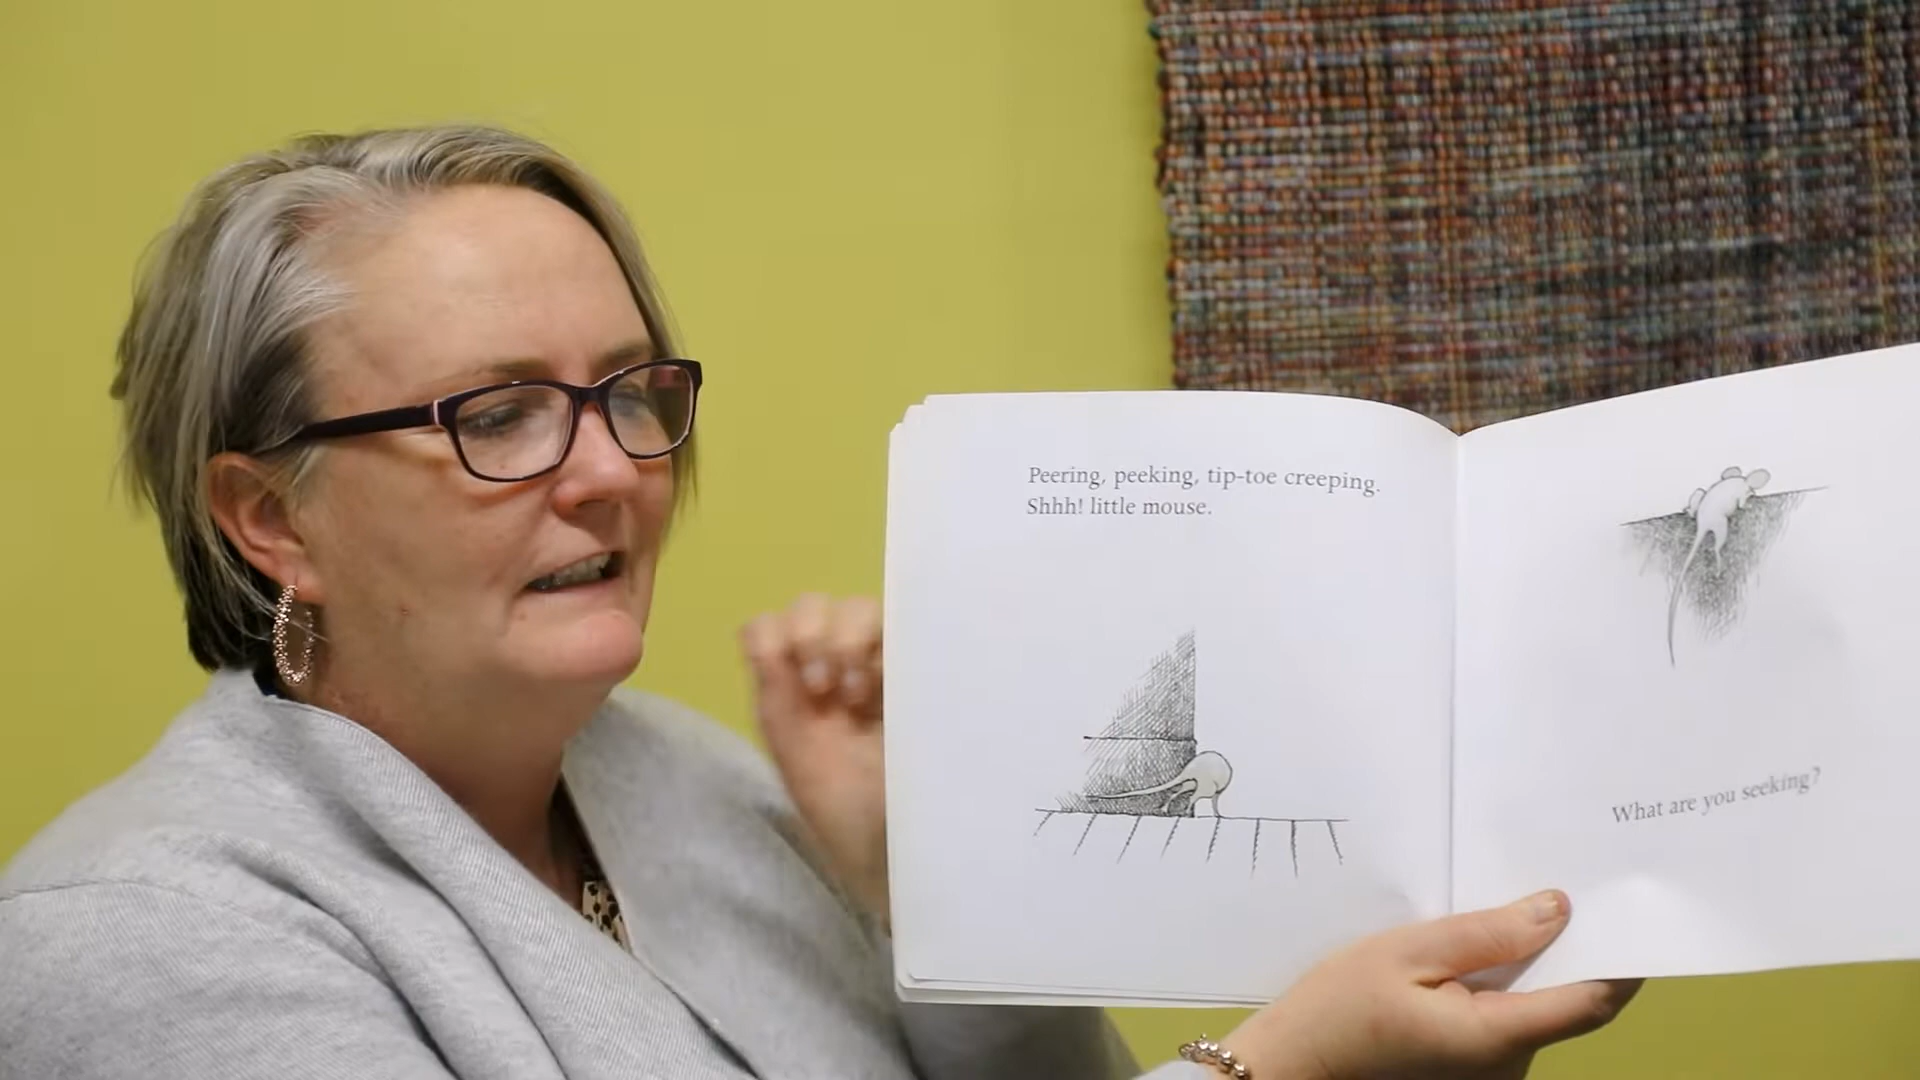 Peering, peeking, tip-toe creeping.
Shhh! little mouse.
What are you seeking?